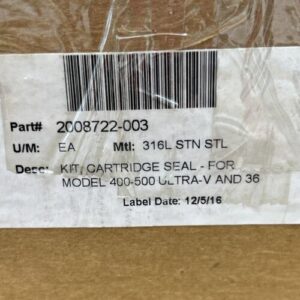 Part# 2008722-003
U/M: EA Mtl: 316L STN STL
Desc: KIT, CARTRIDGE SEAL - FOR
MODEL 400-500 ULTRA-V AND 36
Label Date: 12/5/16